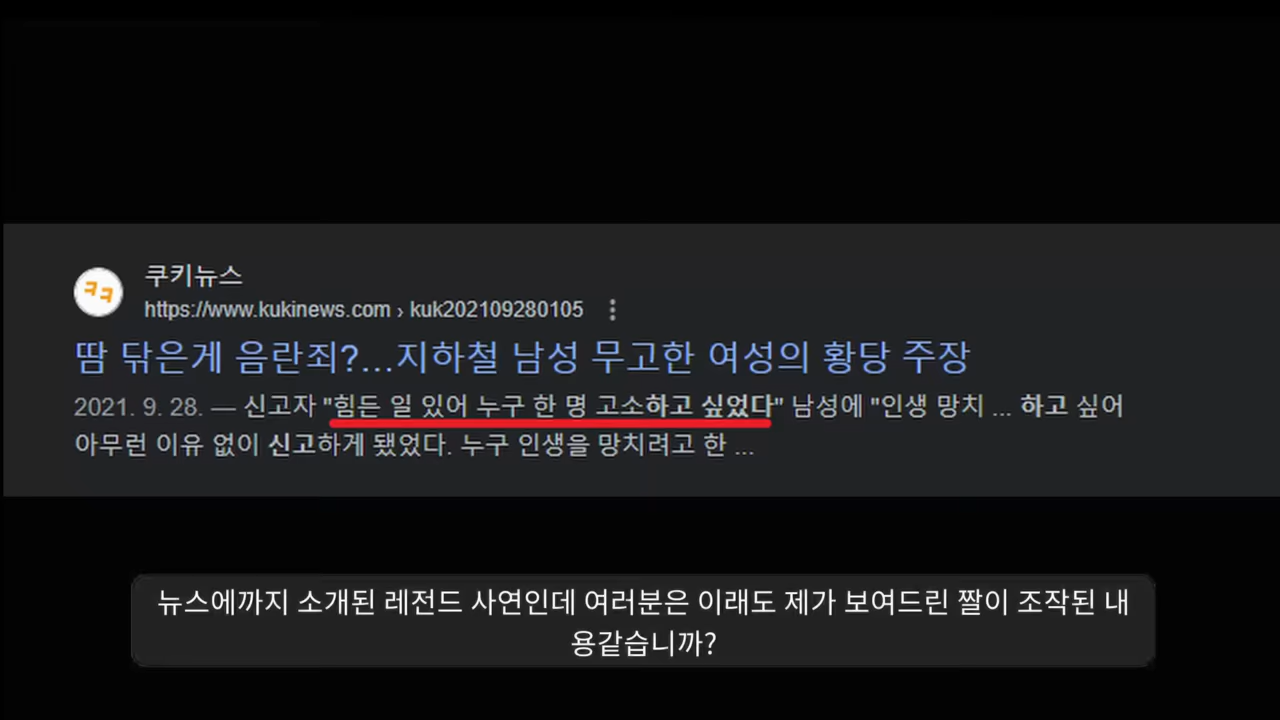 쿠키뉴스
https://www.kukinews.com › kuk202109280105
땀 닦은게 음란죄?...지하철 남성 무고한 여성의 황당 주장
2021. 9. 28. — 신고자 "힘든 일 있어 누구 한 명 고소하고 싶었다" 남성에 "인생 망치 ... 하고 싶어
아무런 이유 없이 신고하게 됐었다. 누구 인생을 망치려고 한 ...
뉴스에까지 소개된 레전드 사연인데 여러분은 이래도 제가 보여드린 짤이 조작된 내
용같습니까?